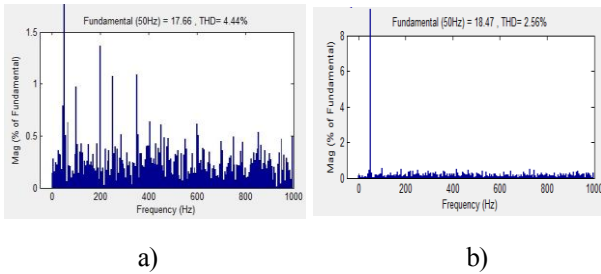 Fundamental (50Hz) = 17.66 , THD= 4.44%
Mag (% of Fundamental)
1.5
1
0.5
0
0 200 400 600 800 1000
Frequency (Hz)
a)
Fundamental (50Hz) = 18.47 , THD= 2.56%
Mag (% of Fundamental)
8
6
4
2
0
0 200 400 600 800 1000
Frequency (Hz)
b)